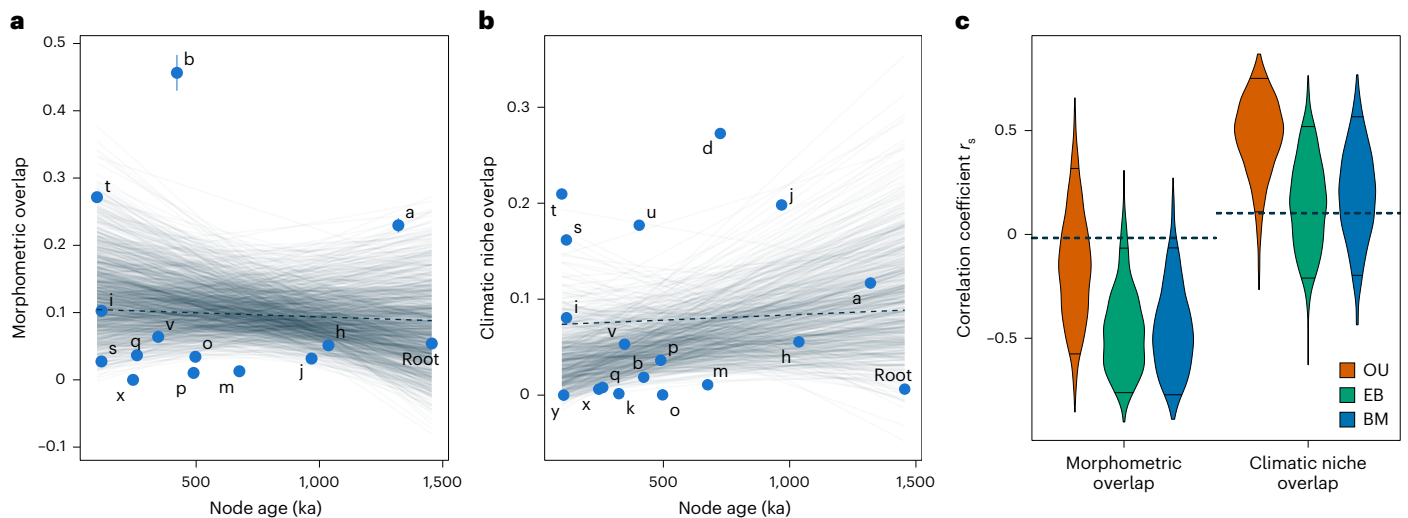 a
b
c
Morphometric overlap
0.5
0.4
0.3
0.2
0.1
0
–0.1
b
t
a
i
v
h
s
q
o
Root
x
p
m
j
500
1,000
1,500
Node age (ka)
Climatic niche overlap
0.3
0.2
0.1
0
d
t
u
j
s
i
a
v
b
p
h
q
m
Root
y
x
k
o
500
1,000
1,500
Node age (ka)
Correlation coefficient rs
0.5
0
–0.5
OU
EB
BM
Morphometric
overlap
Climatic niche
overlap